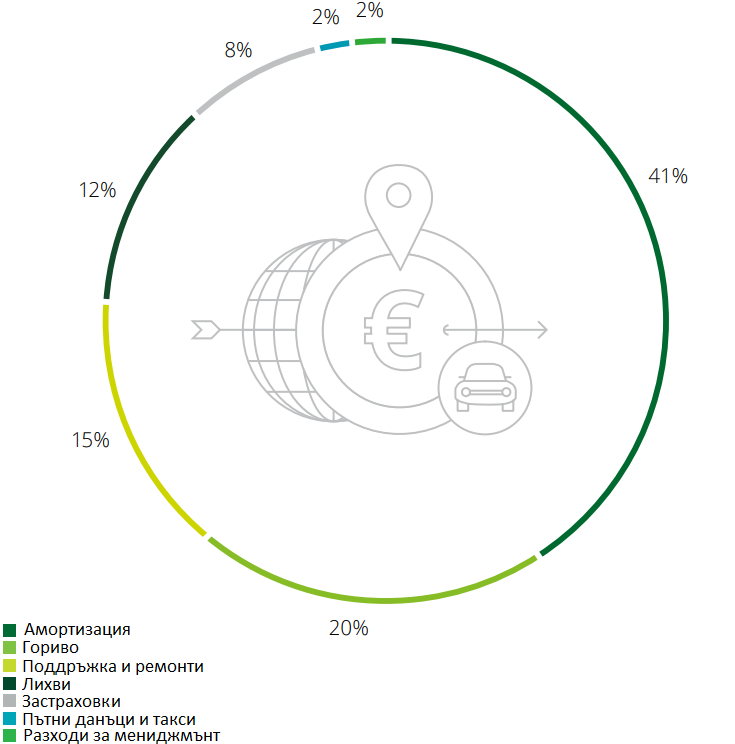 2%
2%
8%
41%
12%
€
15%
20%
Амортизация
Гориво
Поддръжка и ремонти
Лихви
Застраховки
Пътни данъци и такси
Разходи за мениджмънт